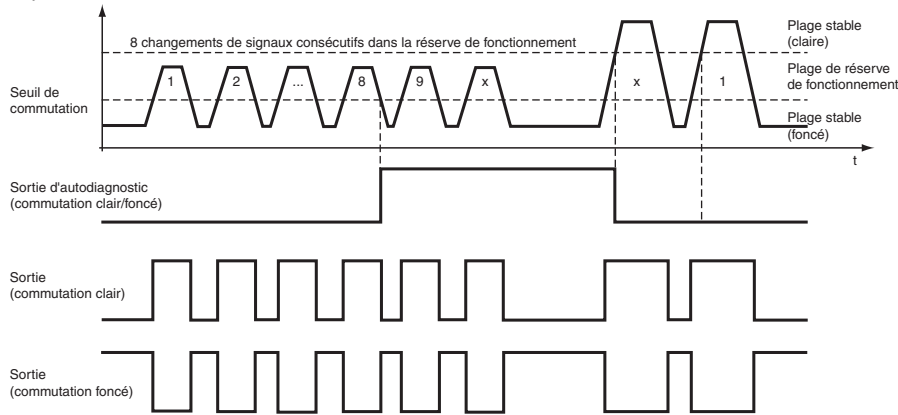 8 changements de signaux consécutifs dans la réserve de fonctionnement
Plage stable
(claire)
Plage de réserve
de fonctionnement
Plage stable
(foncé)
Seuil de
commutation
1 2 ... 8 9 x x 1
t
Sortie d'autodiagnostic
(commutation clair/foncé)
Sortie
(commutation clair)
Sortie
(commutation foncé)